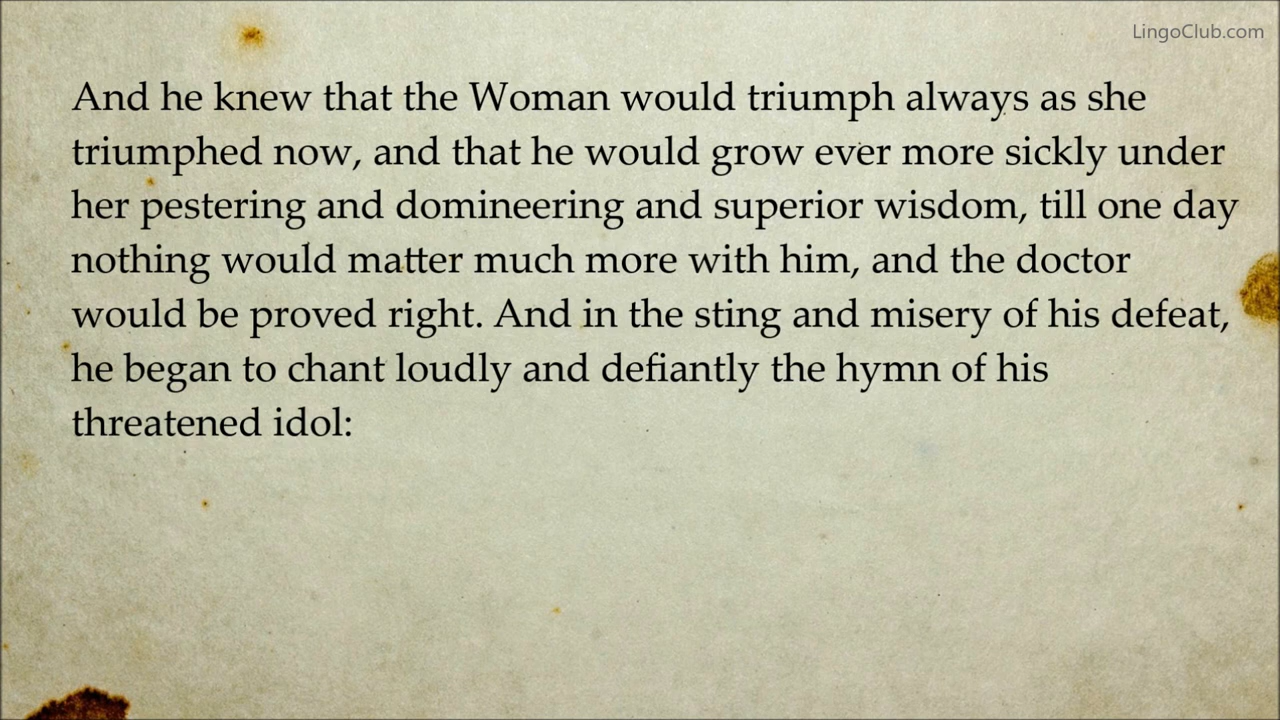 LingoClub.com
And he knew that the Woman would triumph always as she
triumphed now, and that he would grow ever more sickly under
her pestering and domineering and superior wisdom, till one day
nothing would matter much more with him, and the doctor
would be proved right. And in the sting and misery of his defeat,
he began to chant loudly and defiantly the hymn of his
threatened idol: